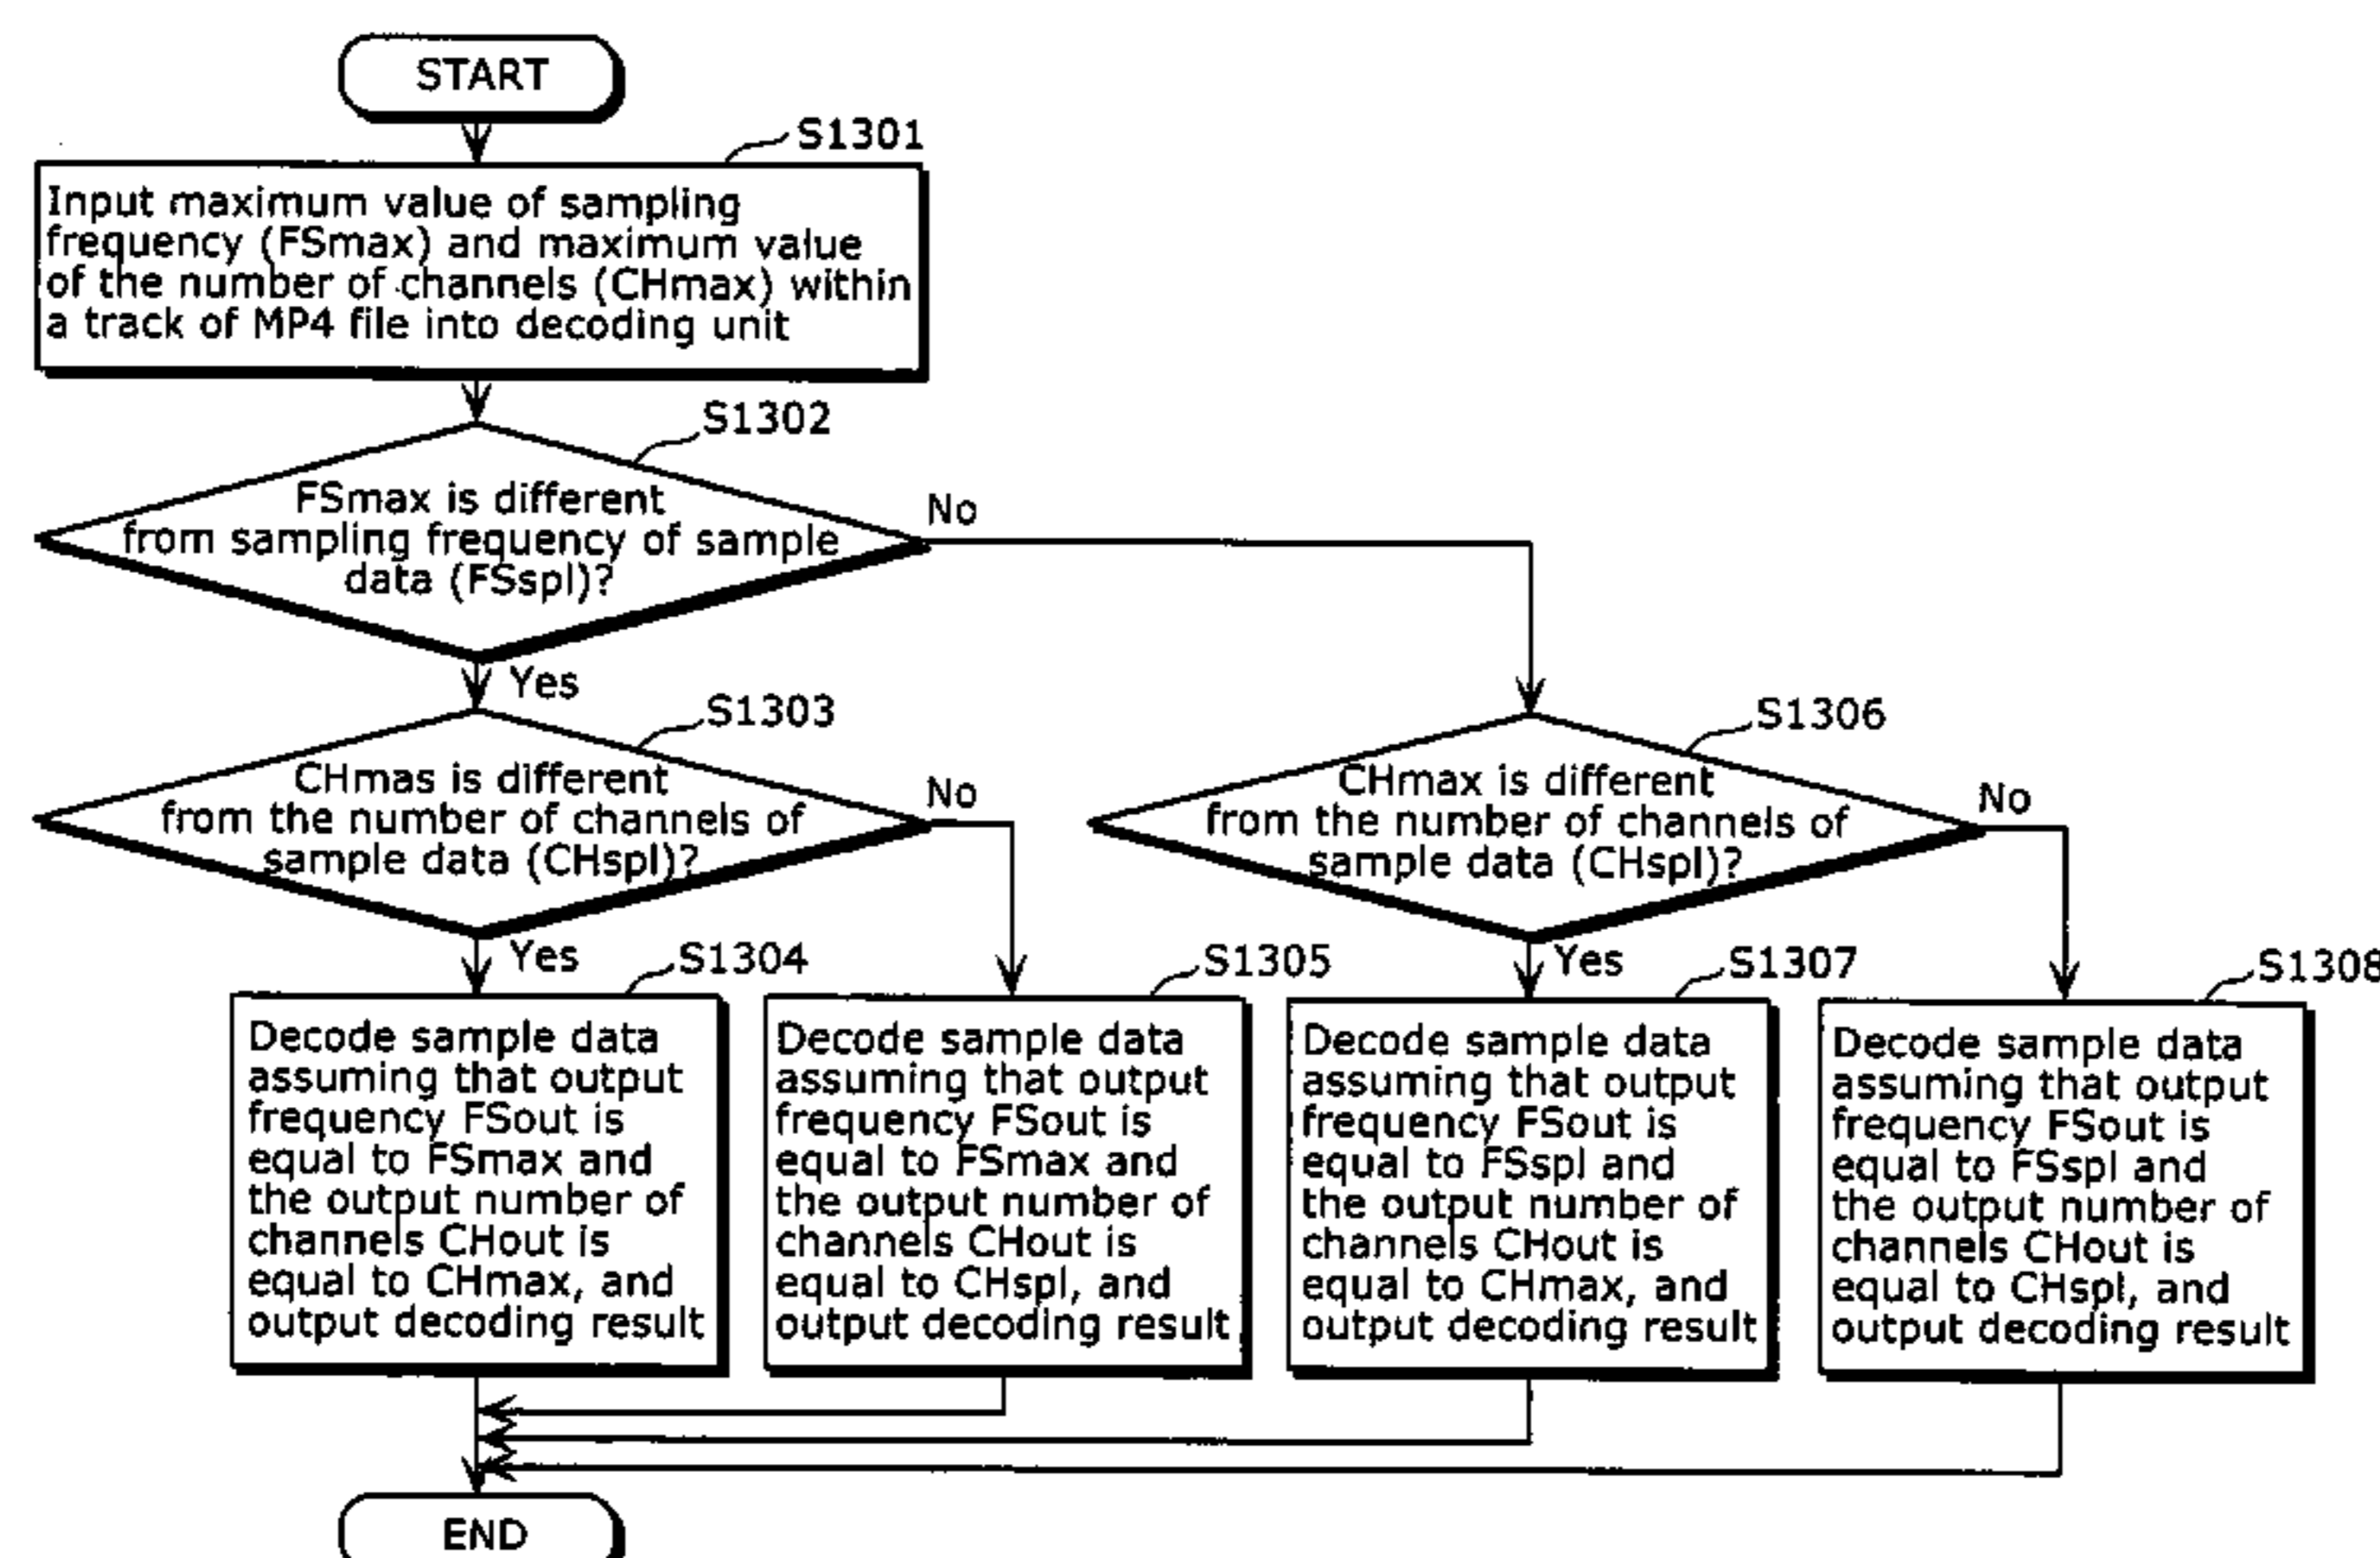 START
S1301
Input maximum value of sampling
frequency (FSmax) and maximum value
of the number of channels (CHmax) within
a track of MP4 file into decoding unit
S1302
FSmax is different
from sampling frequency of sample
data (FSspl)?
No
Yes
S1303
CHmas is different
from the number of channels of
sample data (CHspl)?
No
Yes
S1306
CHmax is different
from the number of channels of
sample data (CHspl)?
No
Yes
S1304
Decode sample data
assuming that output
frequency FSout is
equal to FSmax and
the output number of
channels CHout is
equal to CHmax, and
output decoding result
S1305
Decode sample data
assuming that output
frequency FSout is
equal to FSmax and
the output number of
channels CHout is
equal to CHspl, and
output decoding result
S1307
Decode sample data
assuming that output
frequency FSout is
equal to FSspl and
the output number of
channels CHout is
equal to CHmax, and
output decoding result
S1308
Decode sample data
assuming that output
frequency FSout is
equal to FSspl and
the output number of
channels CHout is
equal to CHspl, and
output decoding result
END